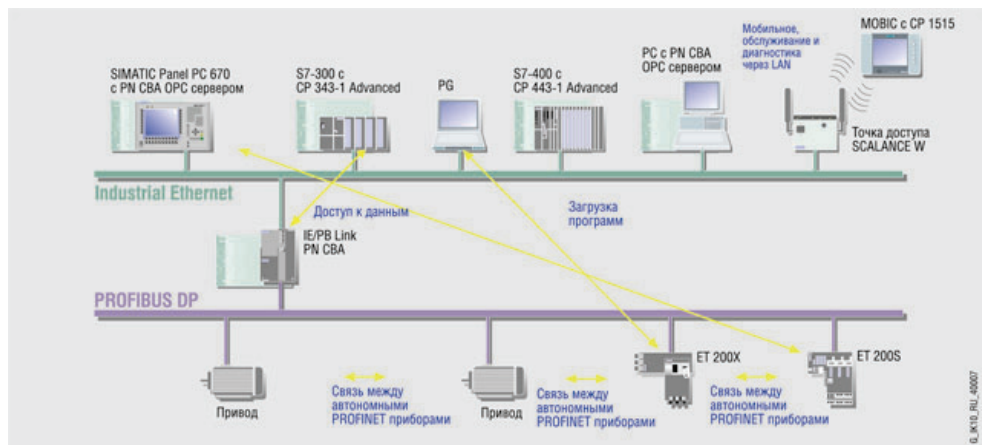 Мобильное,
обслуживание и
диагностика
через LAN
MOBIC с CP 1515
SIMATIC Panel PC 670
с PN CBA OPC сервером
S7-300 с
CP 343-1 Advanced
PG
S7-400 с
CP 443-1 Advanced
PC с PN CBA
OPC сервером
Точка доступа
SCALANCE W
Industrial Ethernet
Доступ к данным
Загрузка
программ
IE/PB Link
PN CBA
PROFIBUS DP
ET 200X
ET 200S
Привод
Связь между
автономными
PROFINET приборами
Привод
Связь между
автономными
PROFINET приборами
Связь между
автономными
PROFINET приборами
G_IK10_RU_40007